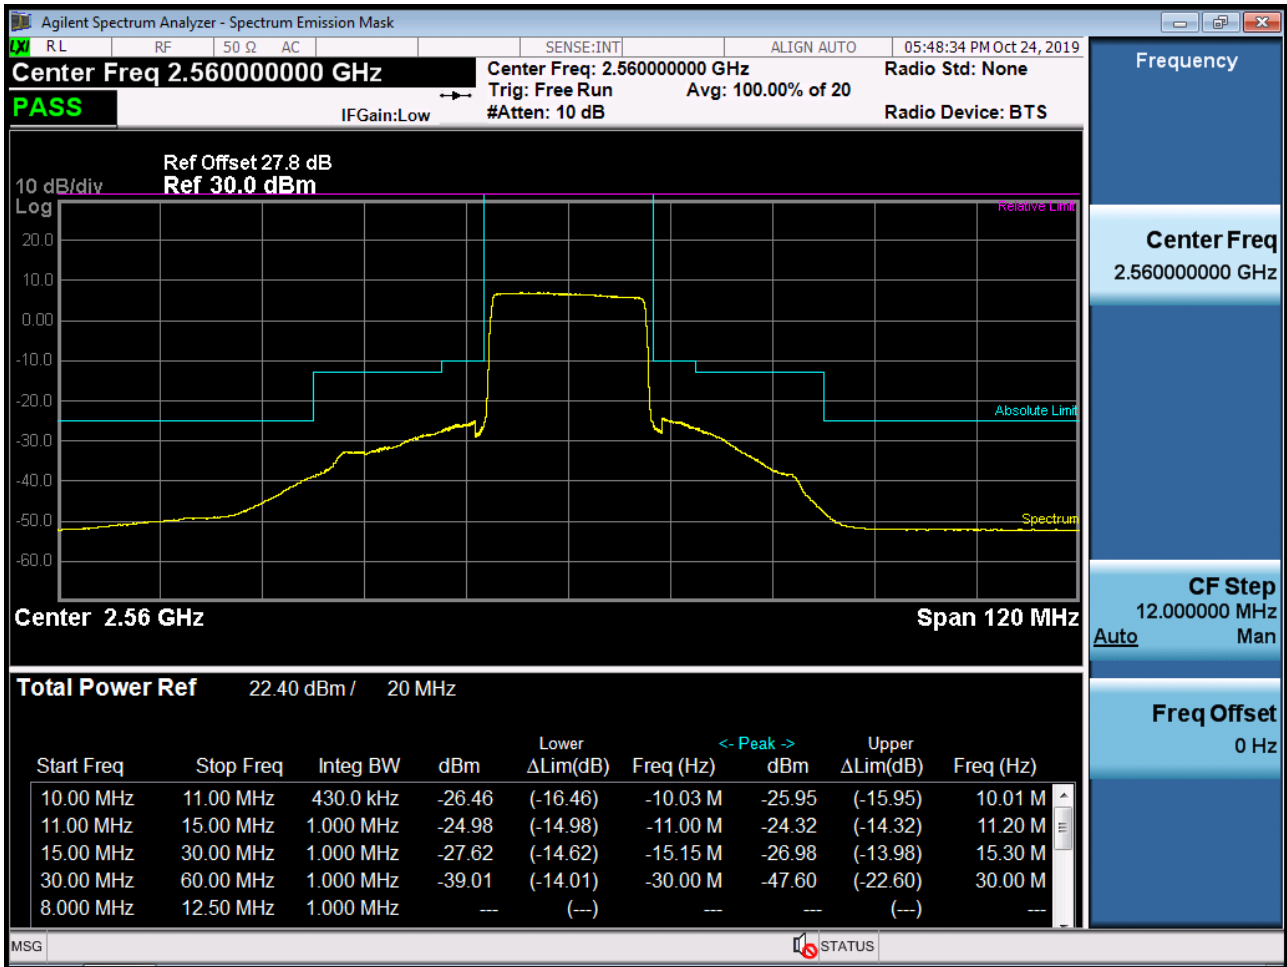 Agilent Spectrum Analyzer - Spectrum Emission Mask
LXI RL RF 50 Ω AC SENSE:INT ALIGN AUTO 05:48:34 PM Oct 24, 2019
Center Freq 2.560000000 GHz Center Freq: 2.560000000 GHz Radio Std: None
Trig: Free Run Avg: 100.00% of 20
PASS IFGain:Low #Atten: 10 dB Radio Device: BTS
Ref Offset 27.8 dB
10 dB/div Ref 30.0 dBm
Log
Relative Limit
20.0
10.0
0.00
-10.0
-20.0
Absolute Limit
-30.0
-40.0
-50.0
Spectrum
-60.0
Center 2.56 GHz Span 120 MHz
Total Power Ref 22.40 dBm / 20 MHz
Lower <- Peak -> Upper
Start Freq Stop Freq Integ BW dBm ΔLim(dB) Freq (Hz) dBm ΔLim(dB) Freq (Hz)
10.00 MHz 11.00 MHz 430.0 kHz -26.46 (-16.46) -10.03 M -25.95 (-15.95) 10.01 M
11.00 MHz 15.00 MHz 1.000 MHz -24.98 (-14.98) -11.00 M -24.32 (-14.32) 11.20 M
15.00 MHz 30.00 MHz 1.000 MHz -27.62 (-14.62) -15.15 M -26.98 (-13.98) 15.30 M
30.00 MHz 60.00 MHz 1.000 MHz -39.01 (-14.01) -30.00 M -47.60 (-22.60) 30.00 M
8.000 MHz 12.50 MHz 1.000 MHz --- (---) --- --- (---) ---
MSG STATUS
Frequency
Center Freq
2.560000000 GHz
CF Step
12.000000 MHz
Auto Man
Freq Offset
0 Hz